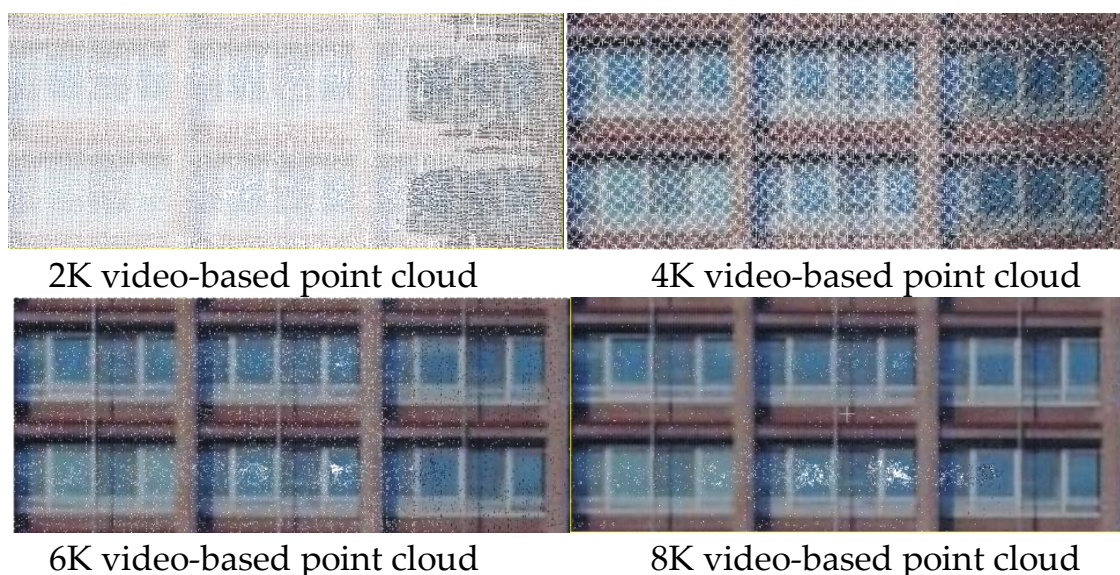 2K video-based point cloud
4K video-based point cloud
6K video-based point cloud
8K video-based point cloud